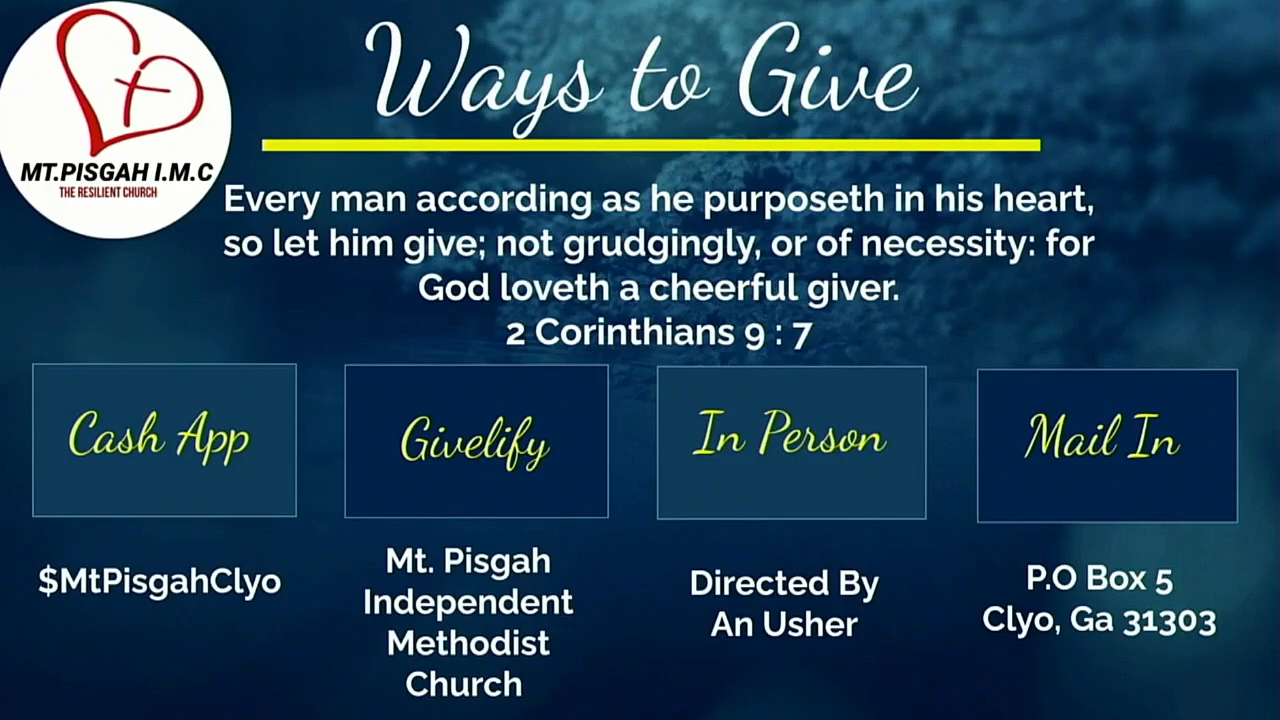 Ways to Give
MT.PISGAH I.M.C
THE RESILIENT CHURCH
Every man according as he purposeth in his heart,
so let him give; not grudgingly, or of necessity: for
God loveth a cheerful giver.
2 Corinthians 9 : 7
Cash App
$MtPisgahClyo
Givelify
Mt. Pisgah
Independent
Methodist
Church
In Person
Directed By
An Usher
Mail In
P.O Box 5
Clyo, Ga 31303